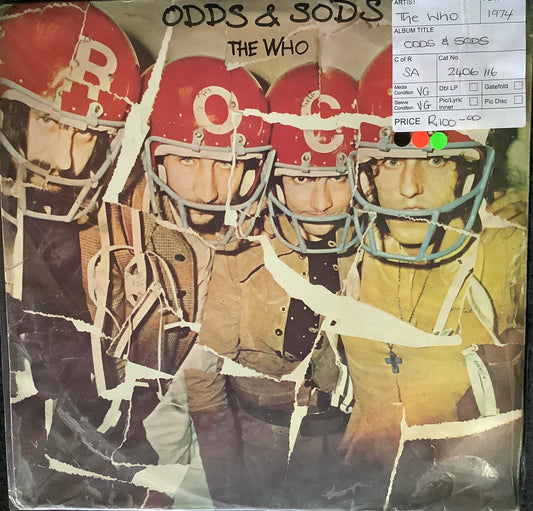 ODDS & SODS
THE WHO
R
O
C
ARTIST
The Who
1974
ALBUM TITLE
ODDS & SODS
C of R
Cat No.
SA
2406 116
Media Condition
VG
Dbl LP
Gatefold
Sleeve Condition
VG
Pic/Lyric Inner
Pic Disc
PRICE
R100-00